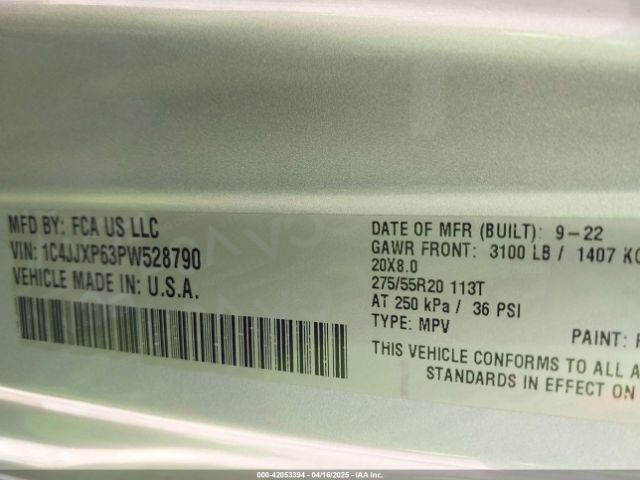 MFD BY: FCA US LLC
VIN: 1C4JJXP63PW528790
VEHICLE MADE IN: U.S.A.
DATE OF MFR (BUILT): 9-22
GAWR FRONT: 3100 LB / 1407 KG
20X8.0
275/55R20 113T
AT 250 kPa / 36 PSI
TYPE: MPV
PAINT:
THIS VEHICLE CONFORMS TO ALL A
STANDARDS IN EFFECT ON
000-42053394 - 04/16/2025 - IAA Inc.